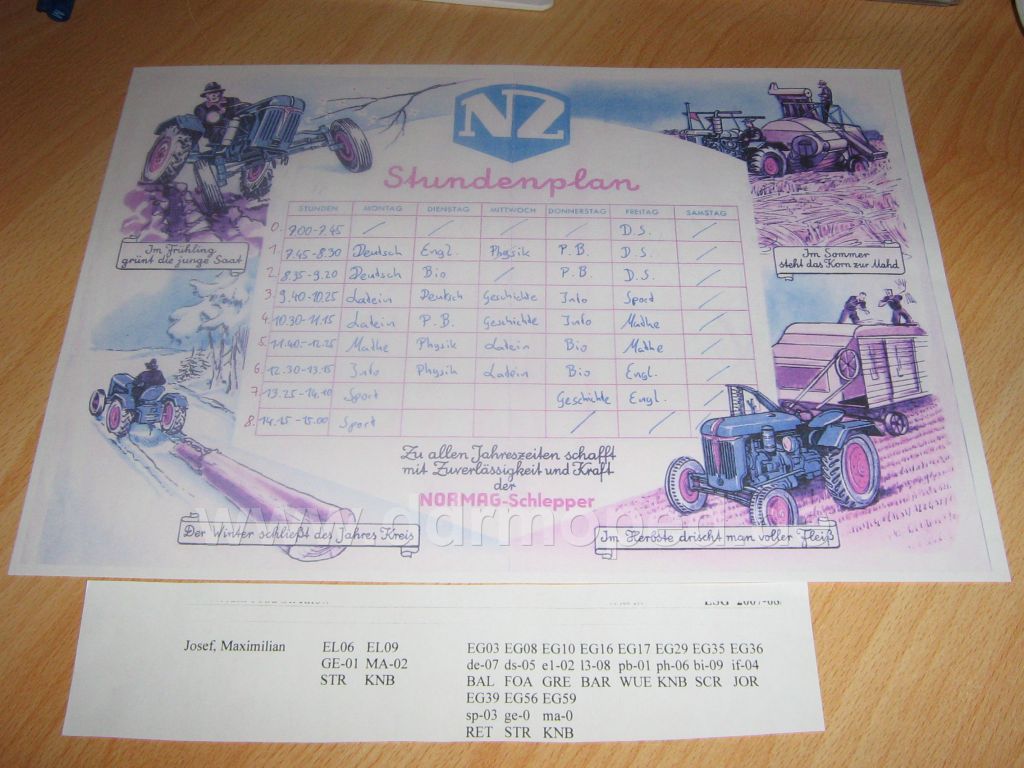 NZ
Stundenplan
STUNDEN MONTAG DIENSTAG MITTWOCH DONNERSTAG FREITAG SAMSTAG
0. 7.00-7.45 / / / / D.S. /
1. 7.45-8.30 Deutsch Engl. Physik P.B. D.S. /
2. 8.35-9.20 Deutsch Bio / P.B. D.S. /
3. 9.40-10.25 Latein Deutsch Geschichte Info Sport /
4. 10.30-11.15 Latein P.B. Geschichte Info Mathe /
5. 11.40-12.25 Mathe Physik Latein Bio Mathe /
6. 12.30-13.15 Info Physik Latein Bio Engl. /
7. 13.25-14.10 Sport Geschichte Engl. /
8. 14.15-15.00 Sport / / /
Im Frühling
grünt die junge Saat
Im Sommer
steht das Korn zur Mahd
Zu allen Jahreszeiten schafft
mit Zuverlässigkeit und Kraft
der
NORMAG-Schlepper
Der Winter schließt des Jahres Kreis
Im Herbste drischt man voller Fleiß
ESG 2007-08
Josef, Maximilian EL06 EL09 EG03 EG08 EG10 EG16 EG17 EG29 EG35 EG36
GE-01 MA-02 de-07 ds-05 e1-02 l3-08 pb-01 ph-06 bi-09 if-04
STR KNB BAL FOA GRE BAR WUE KNB SCR JOR
EG39 EG56 EG59
sp-03 ge-0 ma-0
RET STR KNB